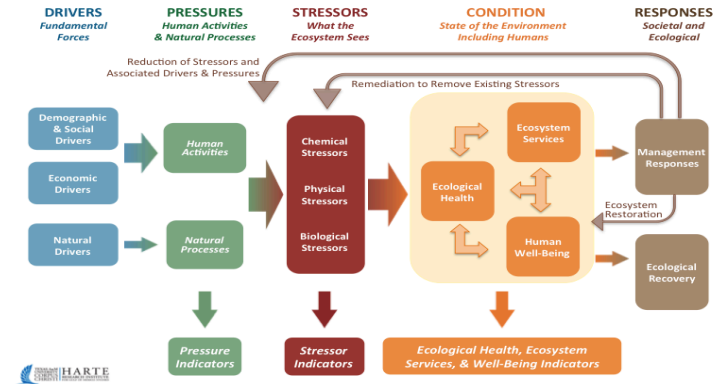 DRIVERS
Fundamental
Forces
PRESSURES
Human Activities
& Natural Processes
STRESSORS
What the
Ecosystem Sees
CONDITION
State of the Environment
Including Humans
RESPONSES
Societal and
Ecological
Reduction of Stressors and
Associated Drivers & Pressures
Remediation to Remove Existing Stressors
Demographic
& Social
Drivers
Economic
Drivers
Natural
Drivers
Human
Activities
Natural
Processes
Chemical
Stressors
Physical
Stressors
Biological
Stressors
Ecological
Health
Ecosystem
Services
Human
Well-Being
Management
Responses
Ecosystem
Restoration
Ecological
Recovery
Pressure
Indicators
Stressor
Indicators
Ecological Health, Ecosystem
Services, & Well-Being Indicators
HARTE